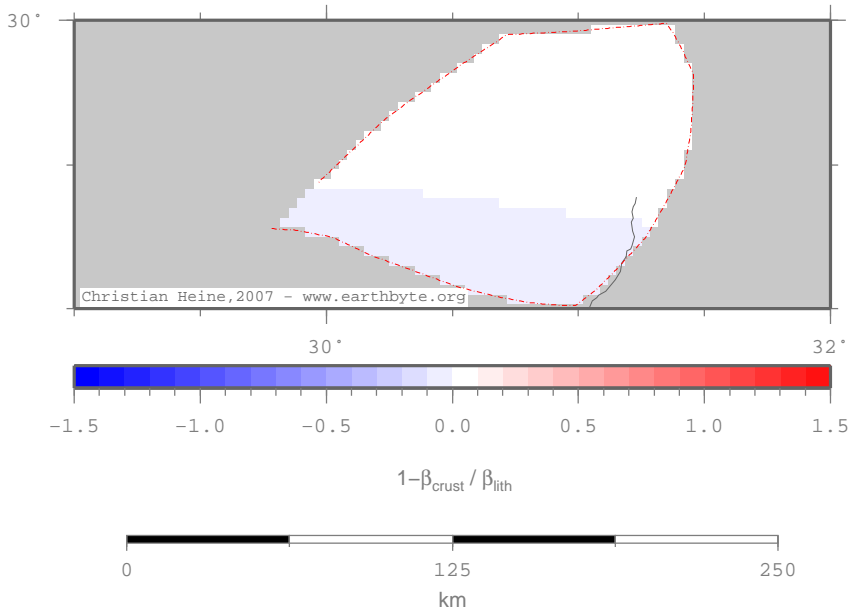 30°
Christian Heine,2007 - www.earthbyte.org
30° 32°
-1.5 -1.0 -0.5 0.0 0.5 1.0 1.5
1-βcrust / βlith
0 125 250
km